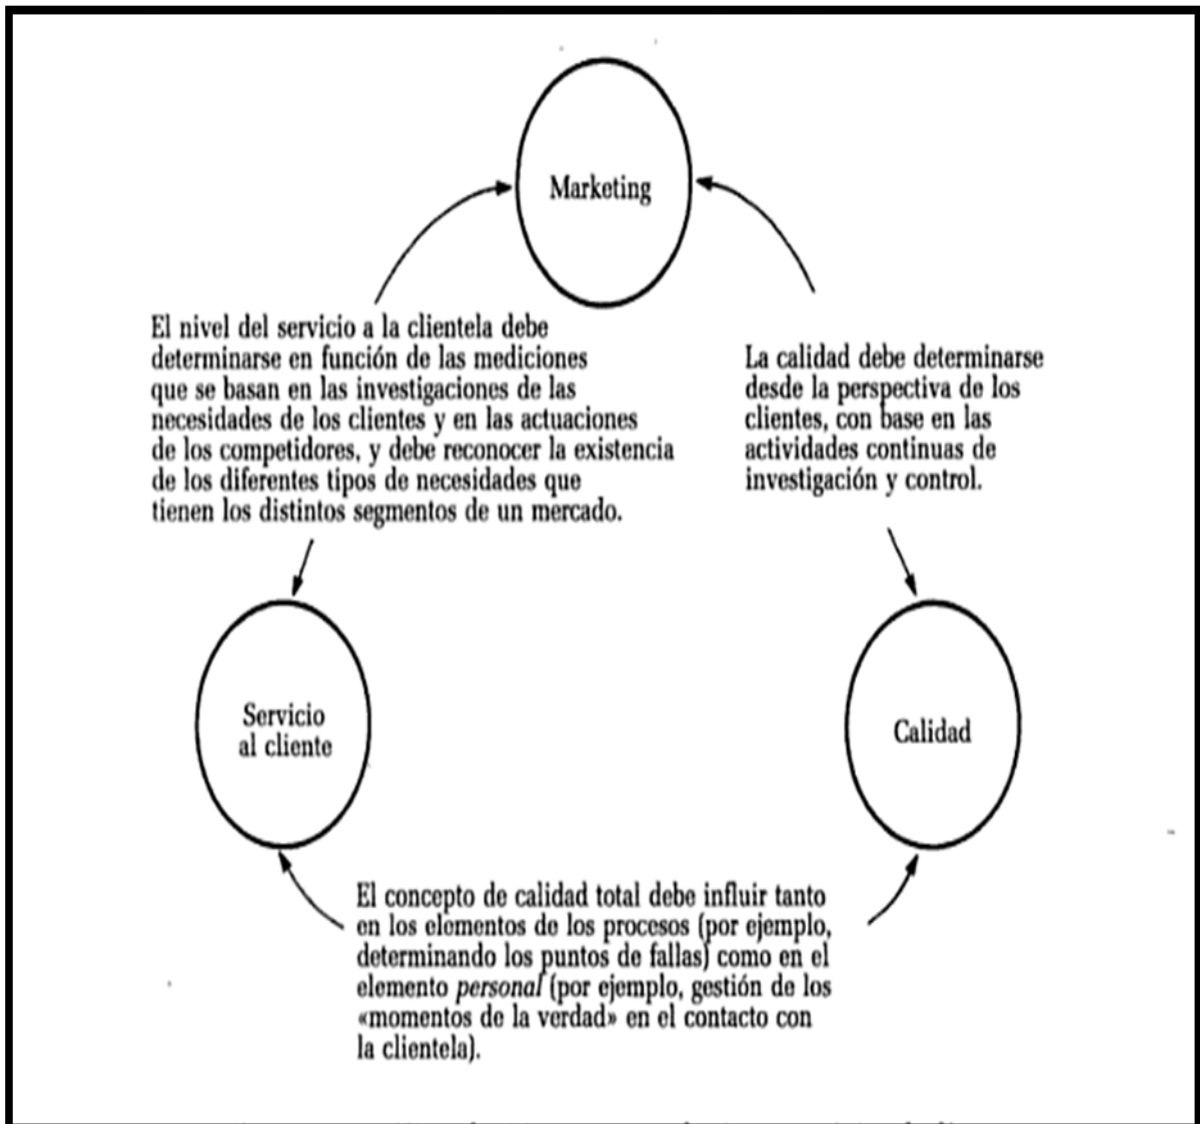 Marketing
El nivel del servicio a la clientela debe
determinarse en función de las mediciones
que se basan en las investigaciones de las
necesidades de los clientes y en las actuaciones
de los competidores, y debe reconocer la existencia
de los diferentes tipos de necesidades que
tienen los distintos segmentos de un mercado.
La calidad debe determinarse
desde la perspectiva de los
clientes, con base en las
actividades continuas de
investigación y control.
Servicio
al cliente
Calidad
El concepto de calidad total debe influir tanto
en los elementos de los procesos (por ejemplo,
determinando los puntos de fallas) como en el
elemento personal (por ejemplo, gestión de los
«momentos de la verdad» en el contacto con
la clientela).